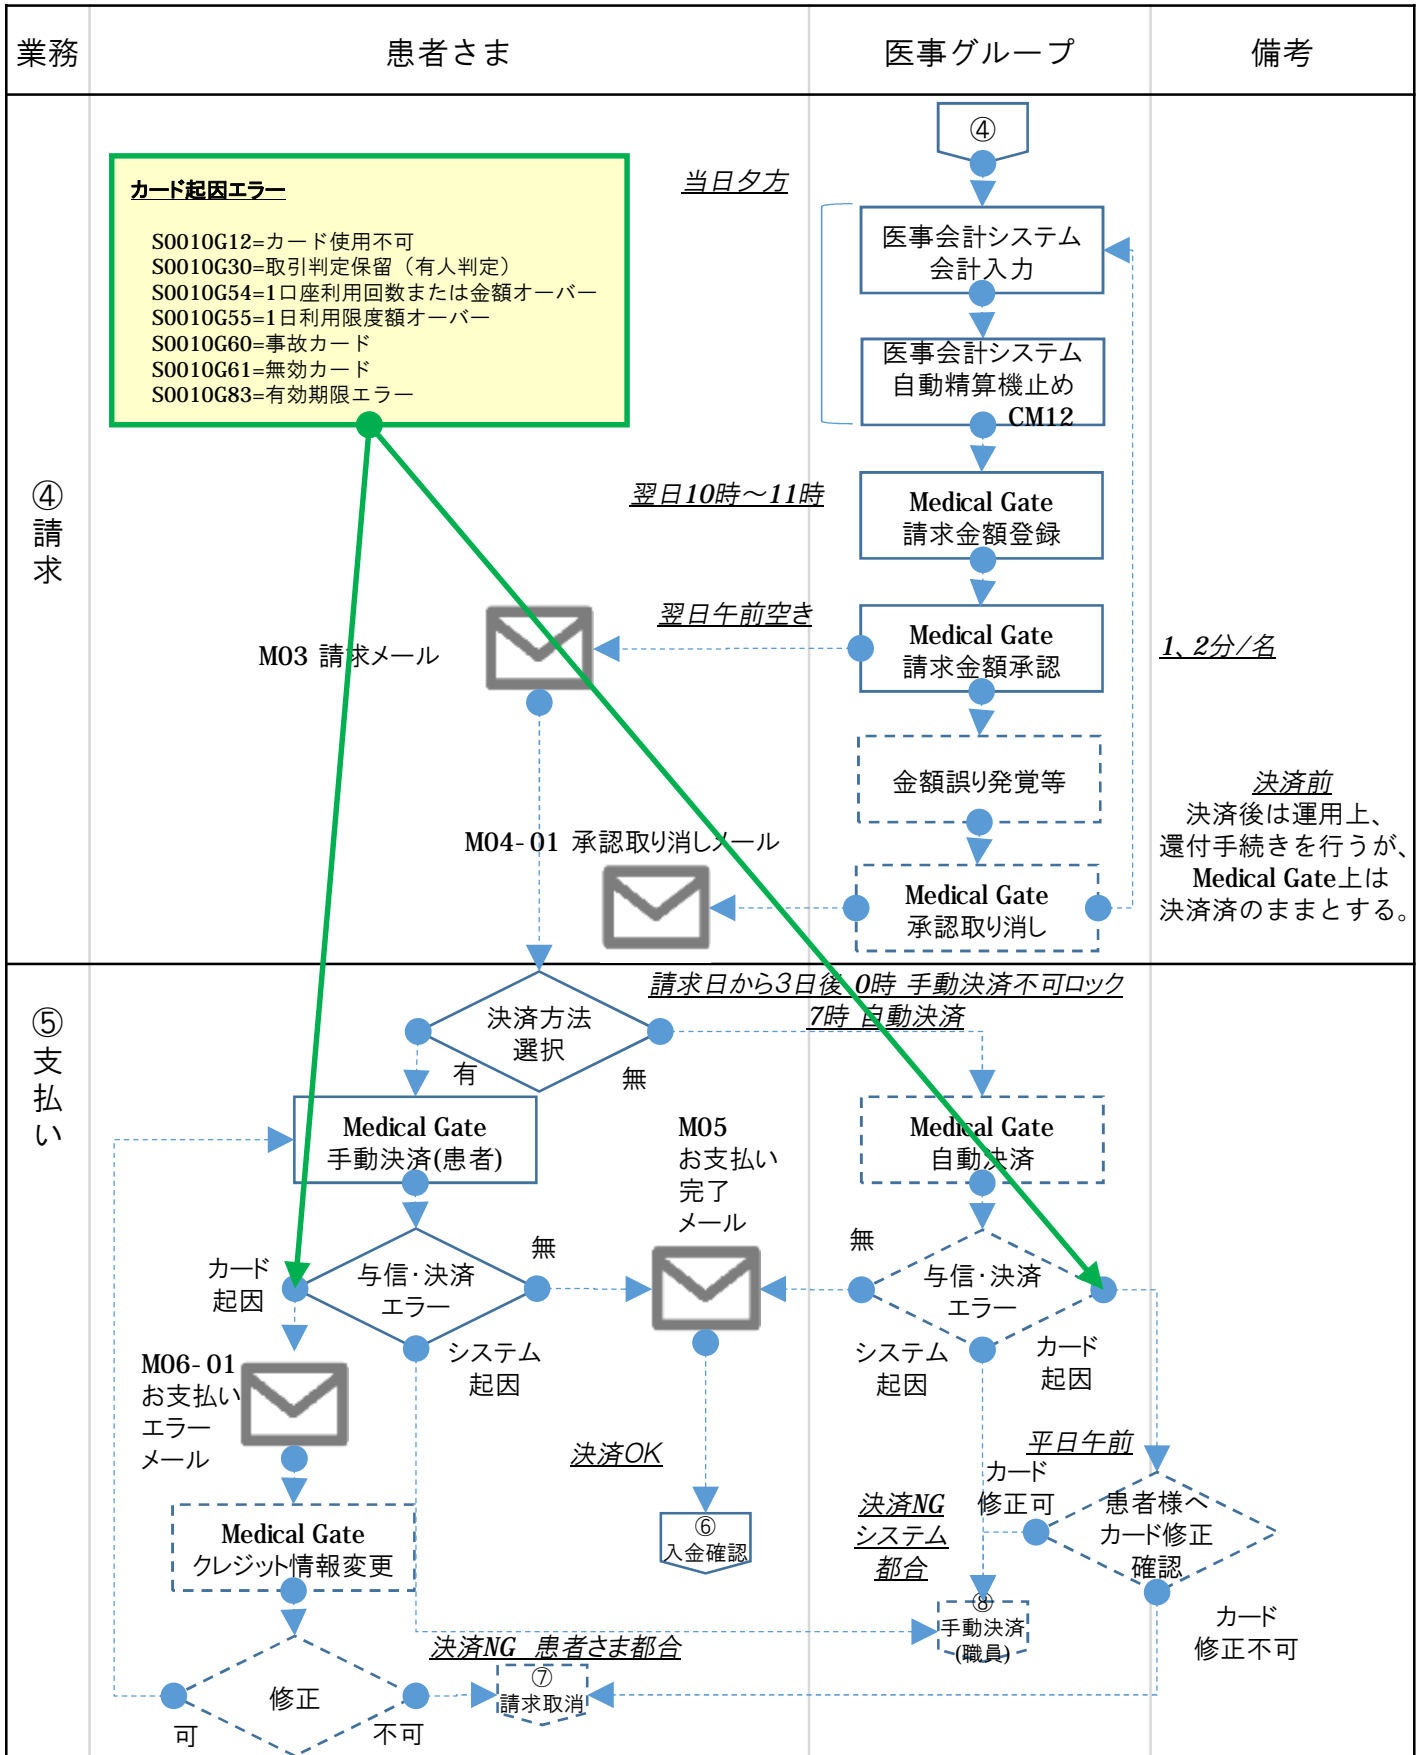 業務
患者さま
医事グループ
備考
④
請
求
④
当日夕方
カード起因エラー
S0010G12=カード使用不可
S0010G30=取引判定保留（有人判定）
S0010G54=1口座利用回数または金額オーバー
S0010G55=1日利用限度額オーバー
S0010G60=事故カード
S0010G61=無効カード
S0010G83=有効期限エラー
医事会計システム
会計入力
医事会計システム
自動精算機止め
CM12
翌日10時～11時
Medical Gate
請求金額登録
翌日午前空き
M03 請求メール
Medical Gate
請求金額承認
1、2分/名
金額誤り発覚等
M04-01 承認取り消しメール
Medical Gate
承認取り消し
決済前
決済後は運用上、
還付手続きを行うが、
Medical Gate上は
決済済のままとする。
⑤
支
払
い
請求日から3日後 0時 手動決済不可ロック
7時 自動決済
決済方法
選択
有
無
Medical Gate
手動決済(患者)
M05
お支払い
完了
メール
Medical Gate
自動決済
カード
起因
与信・決済
エラー
無
システム
起因
無
与信・決済
エラー
システム
起因
カード
起因
M06-01
お支払い
エラー
メール
決済OK
平日午前
カード
修正可
患者様へ
カード修正
確認
決済NG
システム
都合
Medical Gate
クレジット情報変更
⑥
入金確認
⑧
手動決済
(職員)
カード
修正不可
決済NG 患者さま都合
⑦
請求取消
修正
可
不可